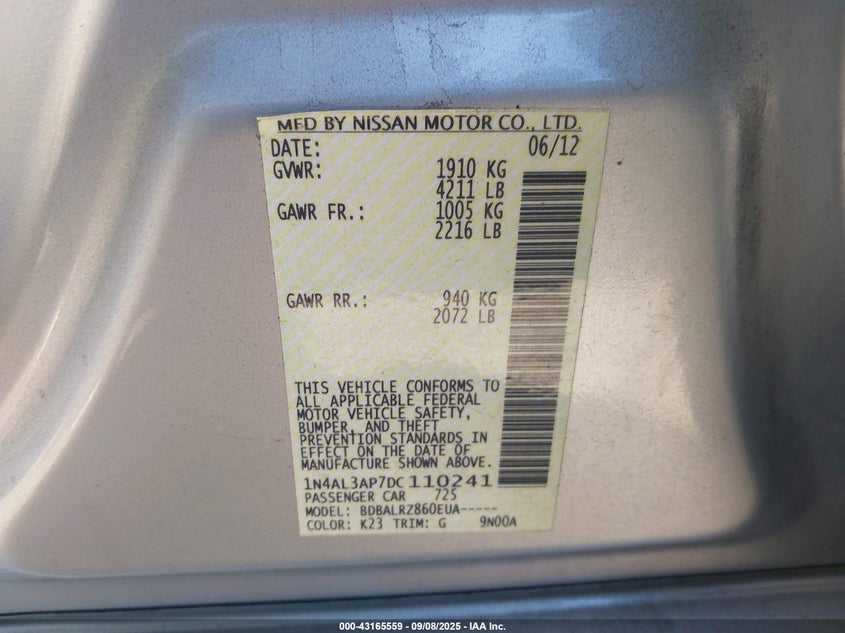 MFD BY NISSAN MOTOR CO., LTD.
DATE: 06/12
GVWR: 1910 KG
4211 LB
GAWR FR.: 1005 KG
2216 LB
GAWR RR.: 940 KG
2072 LB
THIS VEHICLE CONFORMS TO
ALL APPLICABLE FEDERAL
MOTOR VEHICLE SAFETY,
BUMPER, AND THEFT
PREVENTION STANDARDS IN
EFFECT ON THE DATE OF
MANUFACTURE SHOWN ABOVE.
1N4AL3AP7DC110241
PASSENGER CAR 725
MODEL: BDBALRZ860EUA-----
COLOR: K23 TRIM: G 9N00A
000-43165559 - 09/08/2025 - IAA Inc.